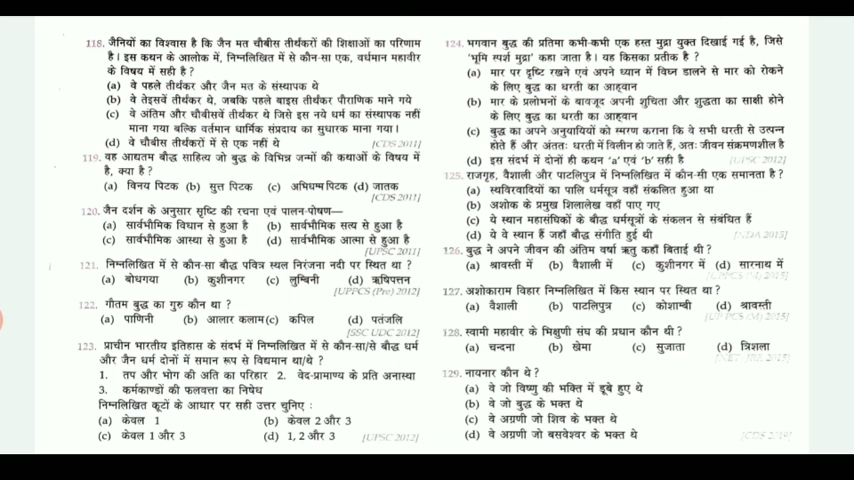 118. जैनियों का विश्वास है कि जैन मत चौबीस तीर्थंकरों की शिक्षाओं का परिणाम
है। इस कथन के आलोक में, निम्नलिखित में से कौन-सा एक, वर्धमान महावीर
के विषय में सही है?
(a) वे पहले तीर्थंकर और जैन मत के संस्थापक थे
(b) वे तेइसवें तीर्थंकर थे, जबकि पहले बाइस तीर्थंकर पौराणिक माने गये
(c) वे अंतिम और चौबीसवें तीर्थंकर थे जिसे इस नये धर्म का संस्थापक नहीं
माना गया बल्कि वर्तमान धार्मिक संप्रदाय का सुधारक माना गया।
(d) वे चौबीस तीर्थंकरों में से एक नहीं थे [CDS 2011]
119. वह आद्यतम बौद्ध साहित्य जो बुद्ध के विभिन्न जन्मों की कथाओं के विषय में
है, क्या है?
(a) विनय पिटक (b) सुत्त पिटक (c) अभिधम्म पिटक (d) जातक
[CDS 2011]
120. जैन दर्शन के अनुसार सृष्टि की रचना एवं पालन-पोषण—
(a) सार्वभौमिक विधान से हुआ है (b) सार्वभौमिक सत्य से हुआ है
(c) सार्वभौमिक आस्था से हुआ है (d) सार्वभौमिक आत्मा से हुआ है
[UPSC 2011]
121. निम्नलिखित में से कौन-सा बौद्ध पवित्र स्थल निरंजना नदी पर स्थित था ?
(a) बोधगया (b) कुशीनगर (c) लुम्बिनी (d) ऋषिपत्तन
[UPPCS (Pre) 2012]
122. गौतम बुद्ध का गुरु कौन था ?
(a) पाणिनी (b) आलार कलाम (c) कपिल (d) पतंजलि
[SSC UDC 2012]
123. प्राचीन भारतीय इतिहास के संदर्भ में निम्नलिखित में से कौन-सा/से बौद्ध धर्म
और जैन धर्म दोनों में समान रूप से विद्यमान था/थे ?
1. तप और भोग की अति का परिहार 2. वेद-प्रामाण्य के प्रति अनास्था
3. कर्मकाण्डों की फलवत्ता का निषेध
निम्नलिखित कूटों के आधार पर सही उत्तर चुनिए :
(a) केवल 1 (b) केवल 2 और 3
(c) केवल 1 और 3 (d) 1, 2 और 3 [UPSC 2012]
124. भगवान बुद्ध की प्रतिमा कभी-कभी एक हस्त मुद्रा युक्त दिखाई गई है, जिसे
'भूमि स्पर्श मुद्रा' कहा जाता है। यह किसका प्रतीक है ?
(a) मार पर दृष्टि रखने एवं अपने ध्यान में विघ्न डालने से मार को रोकने
के लिए बुद्ध का धरती का आह्वान
(b) मार के प्रलोभनों के बावजूद अपनी शुचिता और शुद्धता का साक्षी होने
के लिए बुद्ध का धरती का आह्वान
(c) बुद्ध का अपने अनुयायियों को स्मरण कराना कि वे सभी धरती से उत्पन्न
होते हैं और अंततः धरती में विलीन हो जाते हैं, अतः जीवन संक्रमणशील है
(d) इस संदर्भ में दोनों ही कथन 'a' एवं 'b' सही है [UPSC 2012]
125. राजगृह, वैशाली और पाटलिपुत्र में निम्नलिखित में कौन-सी एक समानता है?
(a) स्थविरवादियों का पालि धर्मसूत्र वहाँ संकलित हुआ था
(b) अशोक के प्रमुख शिलालेख वहाँ पाए गए
(c) ये स्थान महासंघिकों के बौद्ध धर्मसूत्रों के संकलन से संबंधित हैं
(d) ये वे स्थान हैं जहाँ बौद्ध संगीति हुई थी [NDA 2015]
126. बुद्ध ने अपने जीवन की अंतिम वर्षा ऋतु कहाँ बिताई थी ?
(a) श्रावस्ती में (b) वैशाली में (c) कुशीनगर में (d) सारनाथ में
[UPPCS (M) 2015]
127. अशोकाराम विहार निम्नलिखित में किस स्थान पर स्थित था ?
(a) वैशाली (b) पाटलिपुत्र (c) कोशाम्बी (d) श्रावस्ती
[UP PCS (M) 2015]
128. स्वामी महावीर के भिक्षुणी संघ की प्रधान कौन थी ?
(a) चन्दना (b) खेमा (c) सुजाता (d) त्रिशला
[NET/JRF 2015]
129. नायनार कौन थे ?
(a) वे जो विष्णु की भक्ति में डूबे हुए थे
(b) वे जो बुद्ध के भक्त थे
(c) वे अग्रणी जो शिव के भक्त थे
(d) वे अग्रणी जो बसवेश्वर के भक्त थे [CDS 2019]